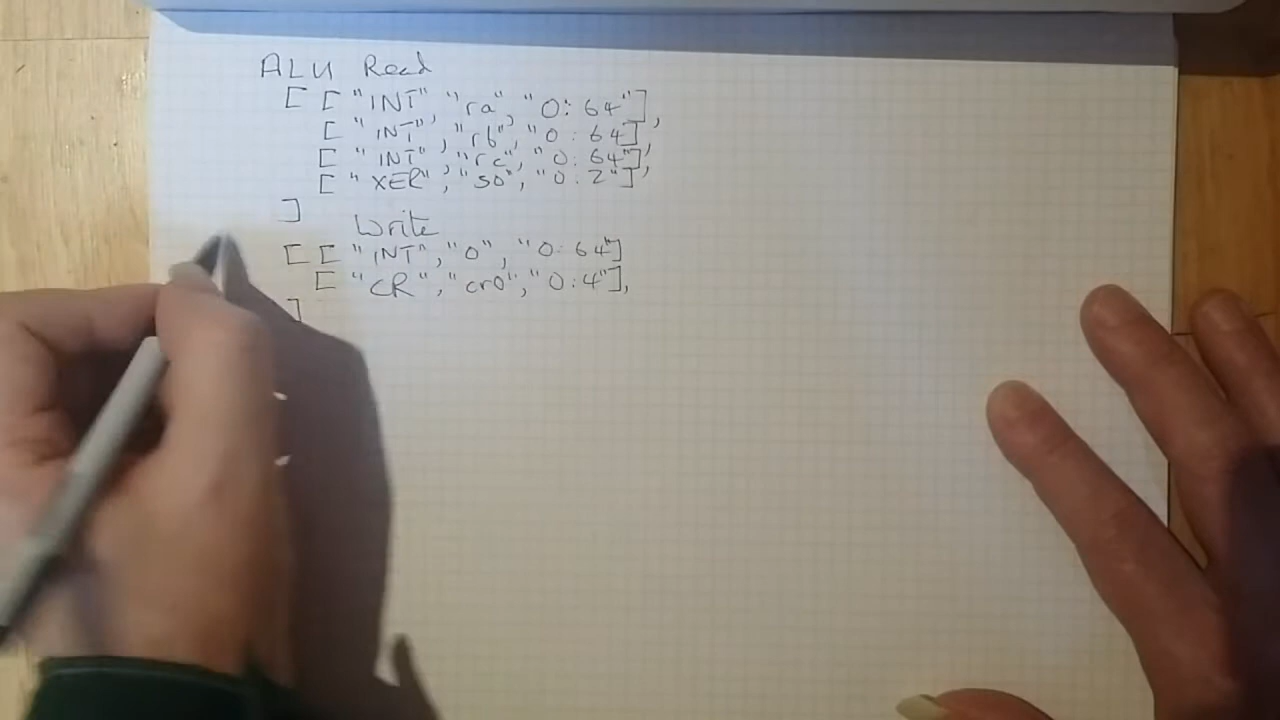 ALU Read
[ [ "INT", "ra", "0: 64"],
[ "INT", "rb", "0: 64],
[ "INT", "rc", "0: 64"],
[ "XER", "so", "0: 2"]
]
Write
[ [ "INT", "o", "0: 64"]
[ "CR", "cr0", "0:4"],
]